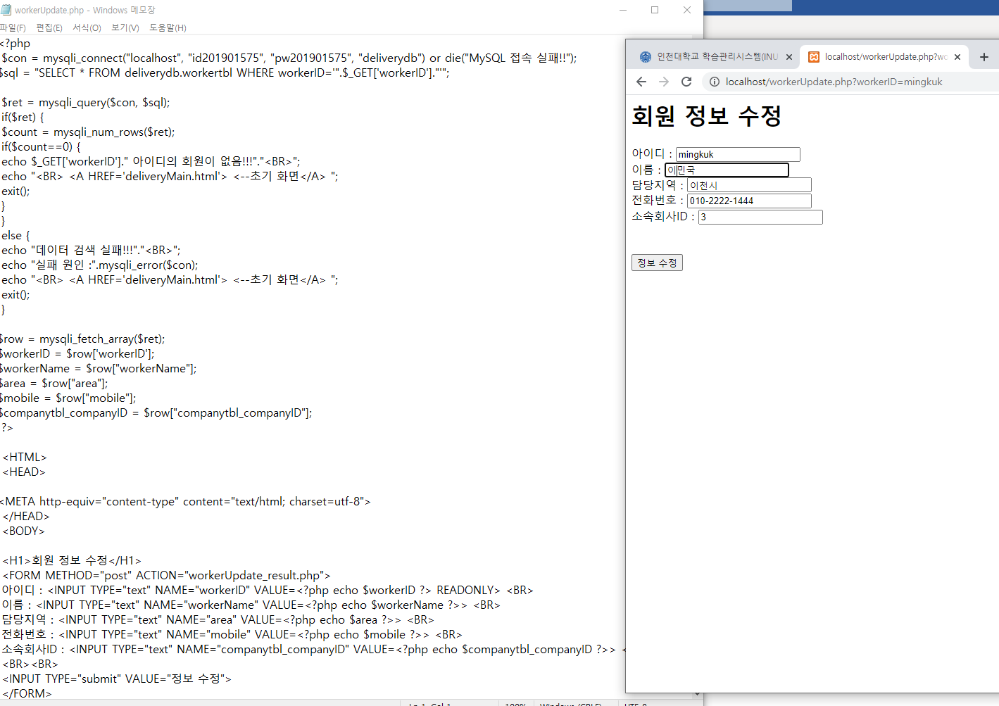 workerUpdate.php - Windows 메모장
파일(F) 편집(E) 서식(O) 보기(V) 도움말(H)
<?php
$con = mysqli_connect("localhost", "id201901575", "pw201901575", "deliverydb") or die("MySQL 접속 실패!!");
$sql = "SELECT * FROM deliverydb.workertbl WHERE workerID='".$_GET['workerID']."'";
$ret = mysqli_query($con, $sql);
if($ret) {
$count = mysqli_num_rows($ret);
if($count==0) {
echo $_GET['workerID']." 아이디의 회원이 없음!!!"."<BR>";
echo "<BR> <A HREF='deliveryMain.html'> <--초기 화면</A> ";
exit();
}
}
else {
echo "데이터 검색 실패!!!"."<BR>";
echo "실패 원인 :".mysqli_error($con);
echo "<BR> <A HREF='deliveryMain.html'> <--초기 화면</A> ";
exit();
}
$row = mysqli_fetch_array($ret);
$workerID = $row['workerID'];
$workerName = $row["workerName"];
$area = $row["area"];
$mobile = $row["mobile"];
$companytbl_companyID = $row["companytbl_companyID"];
?>
<HTML>
<HEAD>
<META http-equiv="content-type" content="text/html; charset=utf-8">
</HEAD>
<BODY>
<H1>회원 정보 수정</H1>
<FORM METHOD="post" ACTION="workerUpdate_result.php">
아이디 : <INPUT TYPE="text" NAME="workerID" VALUE=<?php echo $workerID ?> READONLY> <BR>
이름 : <INPUT TYPE="text" NAME="workerName" VALUE=<?php echo $workerName ?>> <BR>
담당지역 : <INPUT TYPE="text" NAME="area" VALUE=<?php echo $area ?>> <BR>
전화번호 : <INPUT TYPE="text" NAME="mobile" VALUE=<?php echo $mobile ?>> <BR>
소속회사ID : <INPUT TYPE="text" NAME="companytbl_companyID" VALUE=<?php echo $companytbl_companyID ?>> <
<BR><BR>
<INPUT TYPE="submit" VALUE="정보 수정">
</FORM>
인천대학교 학습관리시스템(INU
localhost/workerUpdate.php?wo
localhost/workerUpdate.php?workerID=mingkuk
회원 정보 수정
아이디 : mingkuk
이름 : 이민국
담당지역 : 이천시
전화번호 : 010-2222-1444
소속회사ID : 3
정보 수정